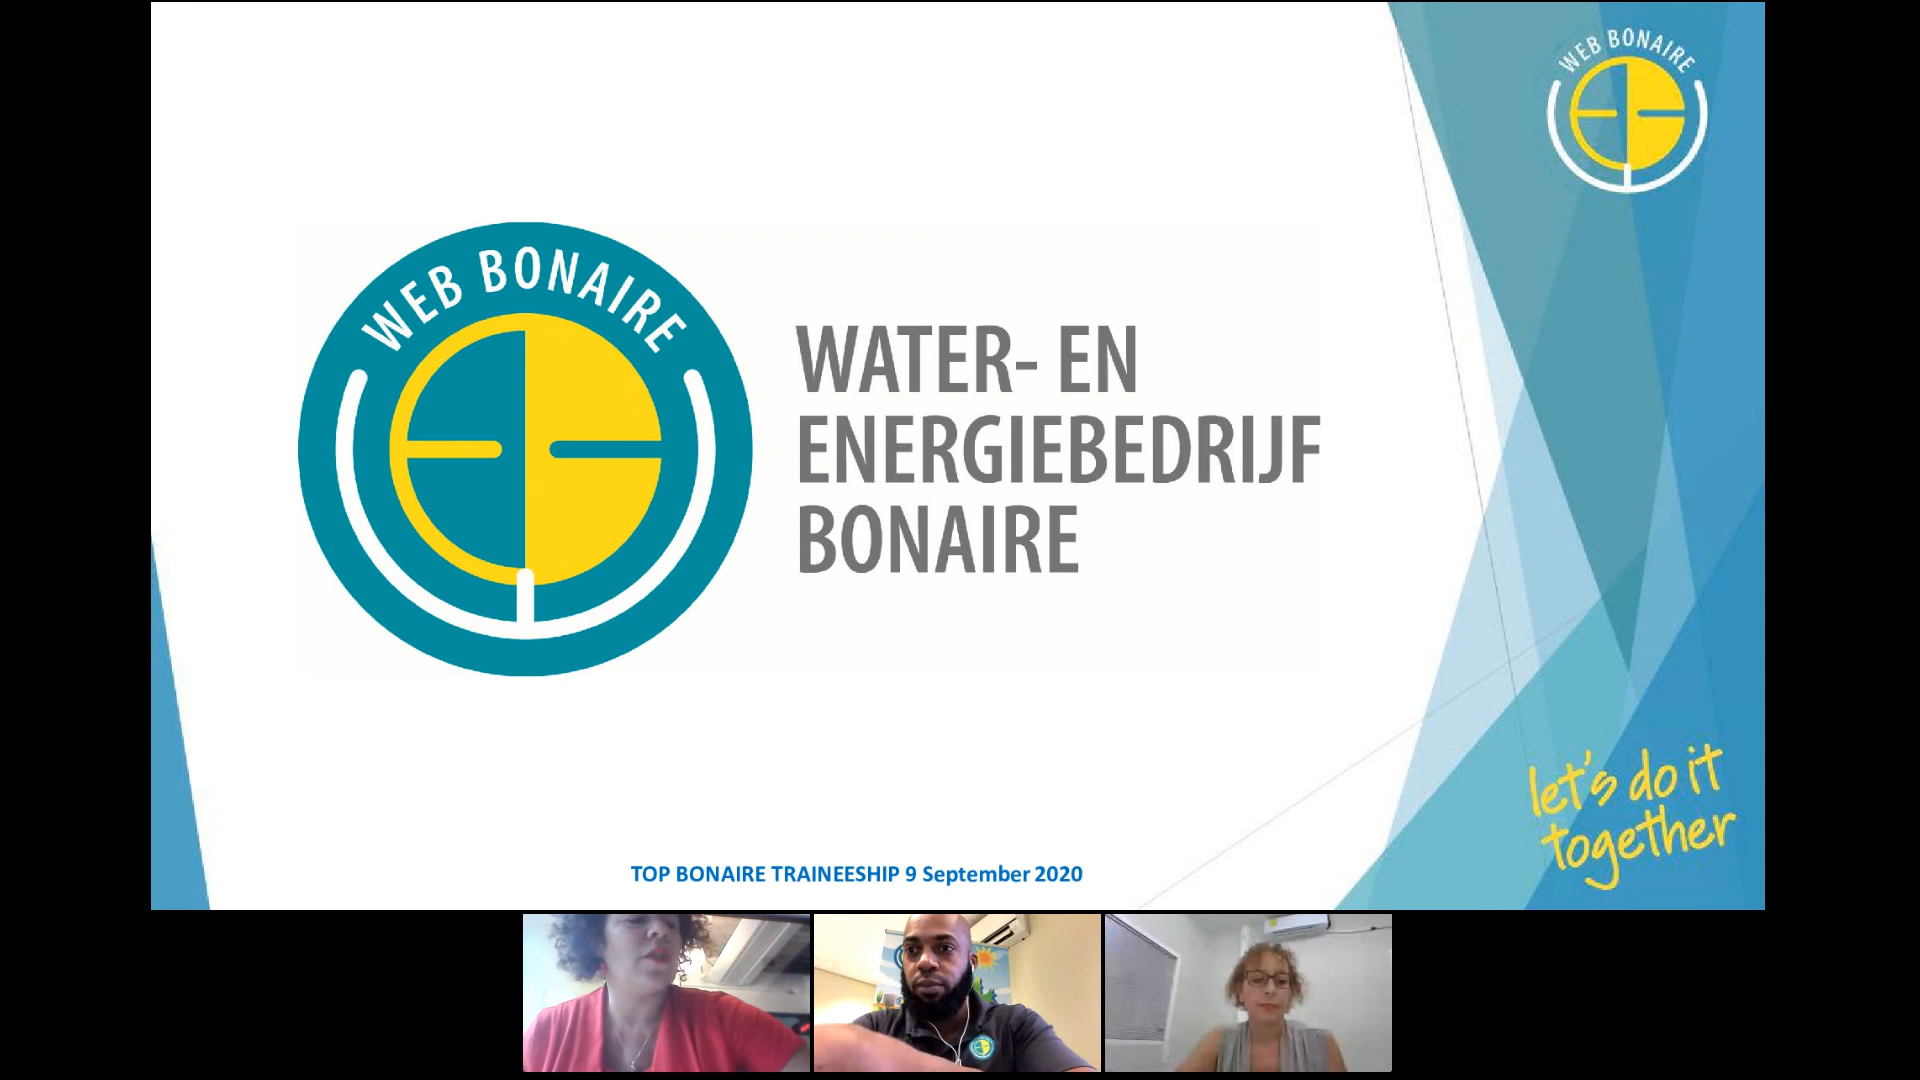 WEB BONAIRE
WEB BONAIRE
WATER- EN
ENERGIEBEDRIJF
BONAIRE
let's do it
together
TOP BONAIRE TRAINEESHIP 9 September 2020